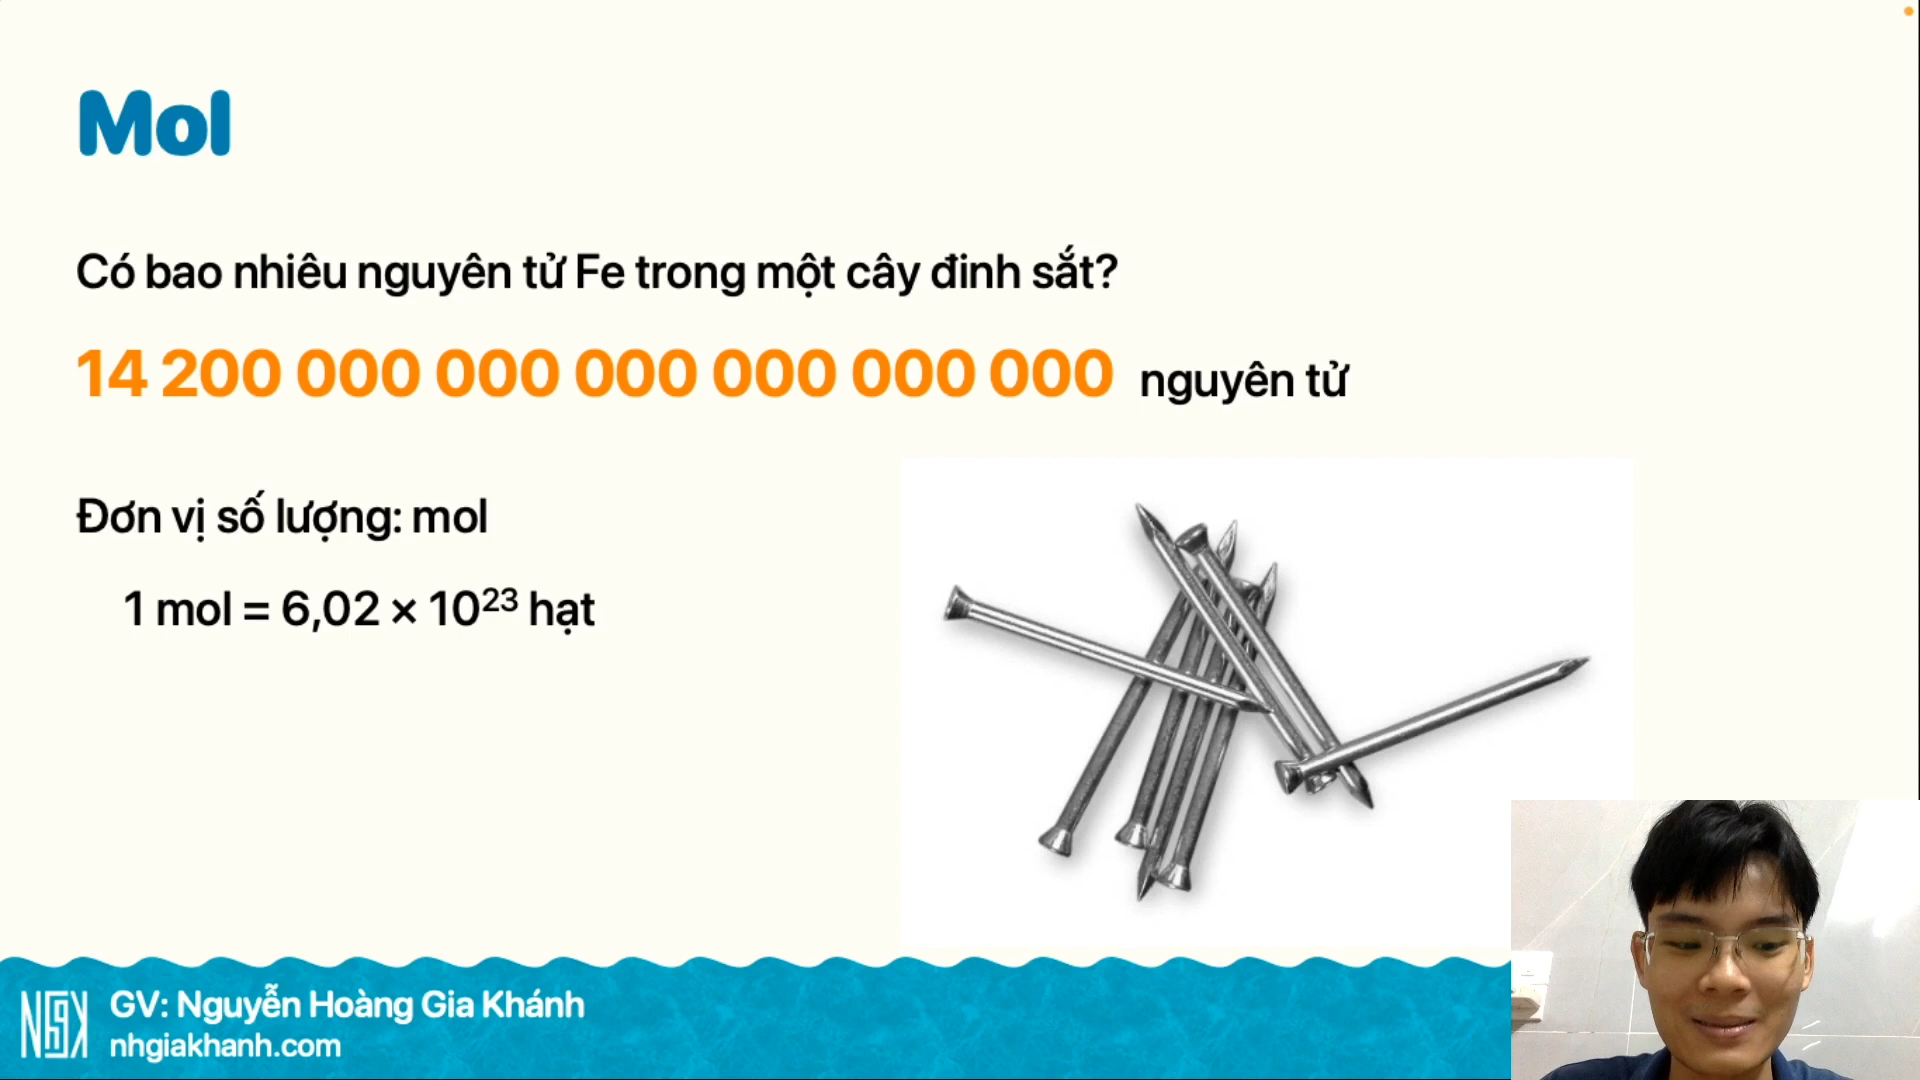 Mol
Có bao nhiêu nguyên tử Fe trong một cây đinh sắt?
14 200 000 000 000 000 000 000 nguyên tử
Đơn vị số lượng: mol
1 mol = 6,02 × 10²³ hạt
GV: Nguyễn Hoàng Gia Khánh
nhgiakhanh.com